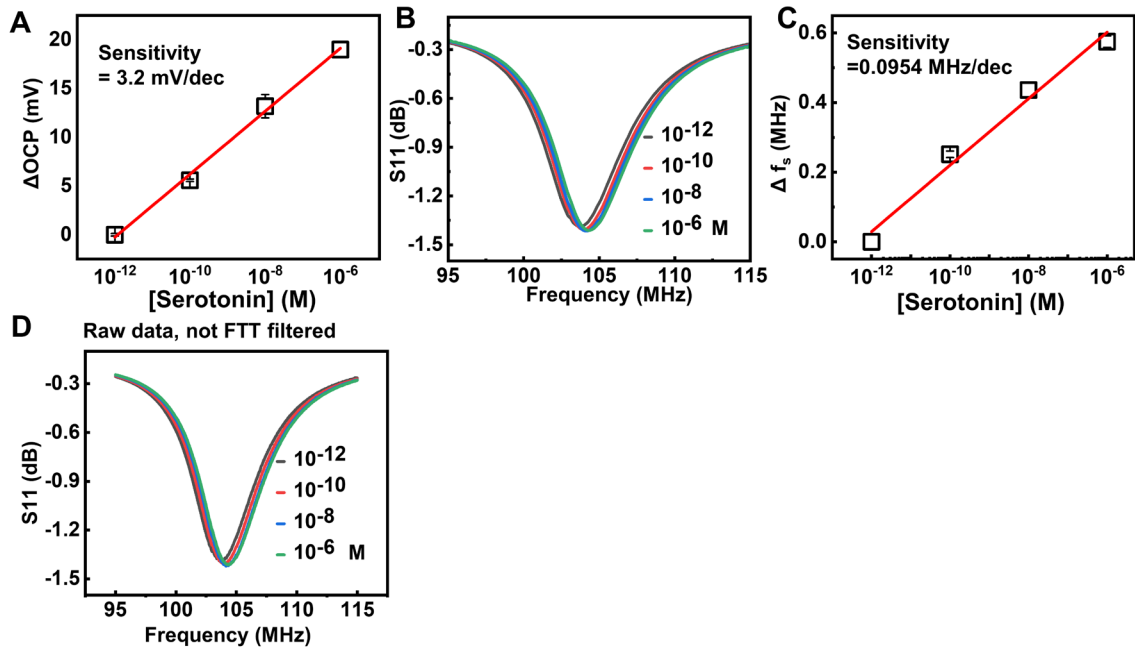 A
Sensitivity
= 3.2 mV/dec
ΔOCP (mV)
20
15
10
5
0
10-12
10-10
10-8
10-6
[Serotonin] (M)
B
S11 (dB)
-0.3
-0.6
-0.9
-1.2
-1.5
10-12
10-10
10-8
10-6 M
95
100
105
110
115
Frequency (MHz)
C
Sensitivity
=0.0954 MHz/dec
Δ fs (MHz)
0.6
0.4
0.2
0.0
10-12
10-10
10-8
10-6
[Serotonin] (M)
D
Raw data, not FTT filtered
S11 (dB)
-0.3
-0.6
-0.9
-1.2
-1.5
10-12
10-10
10-8
10-6 M
95
100
105
110
115
Frequency (MHz)